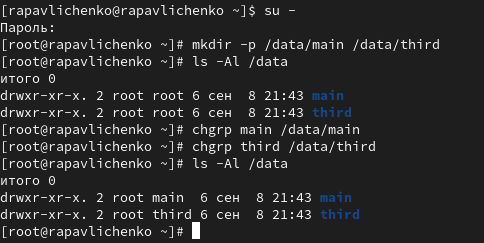 [rapavlichenko@rapavlichenko ~]$ su -
Пароль:
[root@rapavlichenko ~]# mkdir -p /data/main /data/third
[root@rapavlichenko ~]# ls -Al /data
итого 0
drwxr-xr-x. 2 root root 6 сен  8 21:43 main
drwxr-xr-x. 2 root root 6 сен  8 21:43 third
[root@rapavlichenko ~]# chgrp main /data/main
[root@rapavlichenko ~]# chgrp third /data/third
[root@rapavlichenko ~]# ls -Al /data
итого 0
drwxr-xr-x. 2 root main  6 сен  8 21:43 main
drwxr-xr-x. 2 root third 6 сен  8 21:43 third
[root@rapavlichenko ~]#